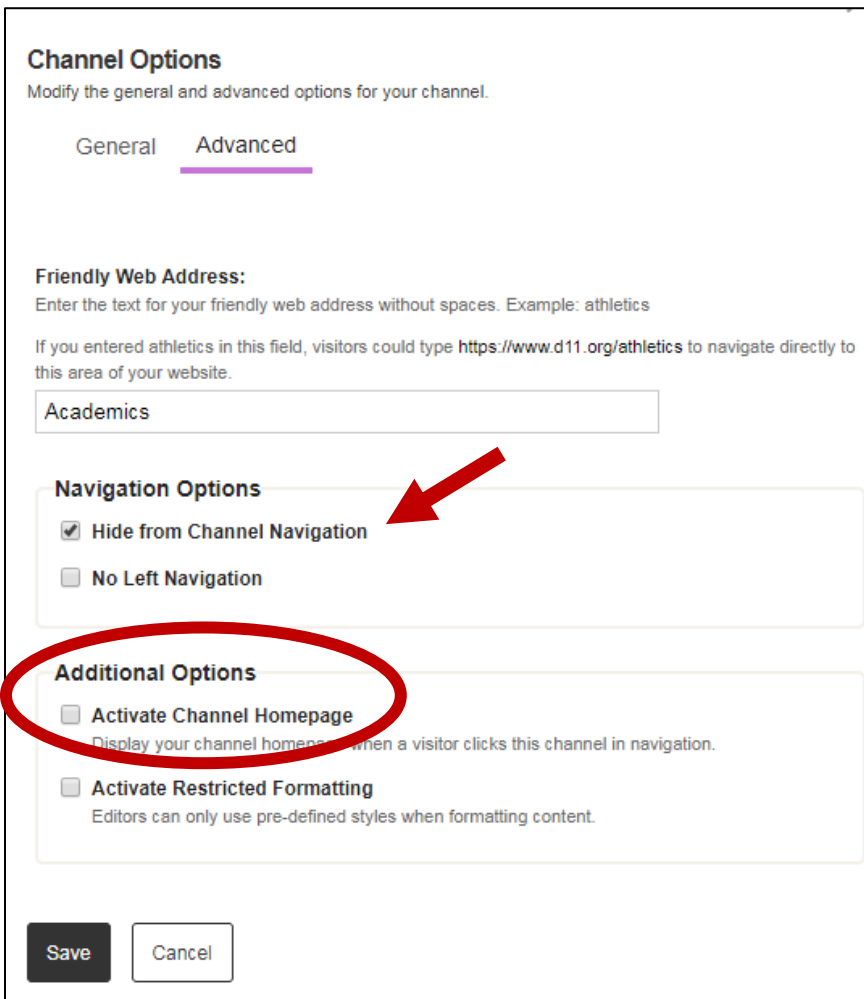 Channel Options
Modify the general and advanced options for your channel.
General Advanced
Friendly Web Address:
Enter the text for your friendly web address without spaces. Example: athletics
If you entered athletics in this field, visitors could type https://www.d11.org/athletics to navigate directly to
this area of your website.
Academics
Navigation Options
Hide from Channel Navigation
No Left Navigation
Additional Options
Activate Channel Homepage
Display your channel homepage when a visitor clicks this channel in navigation.
Activate Restricted Formatting
Editors can only use pre-defined styles when formatting content.
Save Cancel